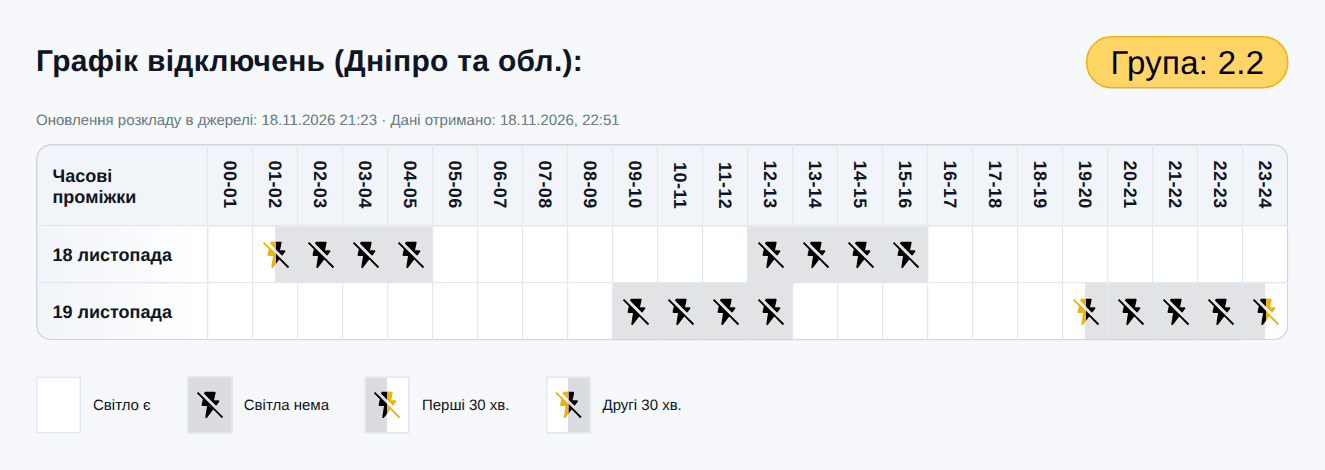 Графік відключень (Дніпро та обл.):
Група: 2.2
Оновлення розкладу в джерелі: 18.11.2026 21:23 · Дані отримано: 18.11.2026, 22:51
Часові
проміжки
00-01
01-02
02-03
03-04
04-05
05-06
06-07
07-08
08-09
09-10
10-11
11-12
12-13
13-14
14-15
15-16
16-17
17-18
18-19
19-20
20-21
21-22
22-23
23-24
18 листопада
19 листопада
Світло є
Світла нема
Перші 30 хв.
Другі 30 хв.